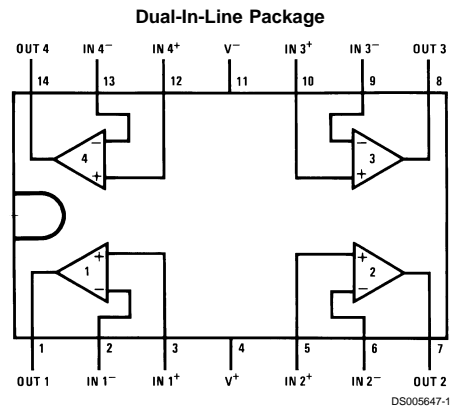 Dual-In-Line Package
OUT 4 IN 4⁻ IN 4⁺ V⁻ IN 3⁺ IN 3⁻ OUT 3
14 13 12 11 10 9 8
− −
4 3
+ +
+ +
1 2
− −
1 2 3 4 5 6 7
OUT 1 IN 1⁻ IN 1⁺ V⁺ IN 2⁺ IN 2⁻ OUT 2
DS005647-1